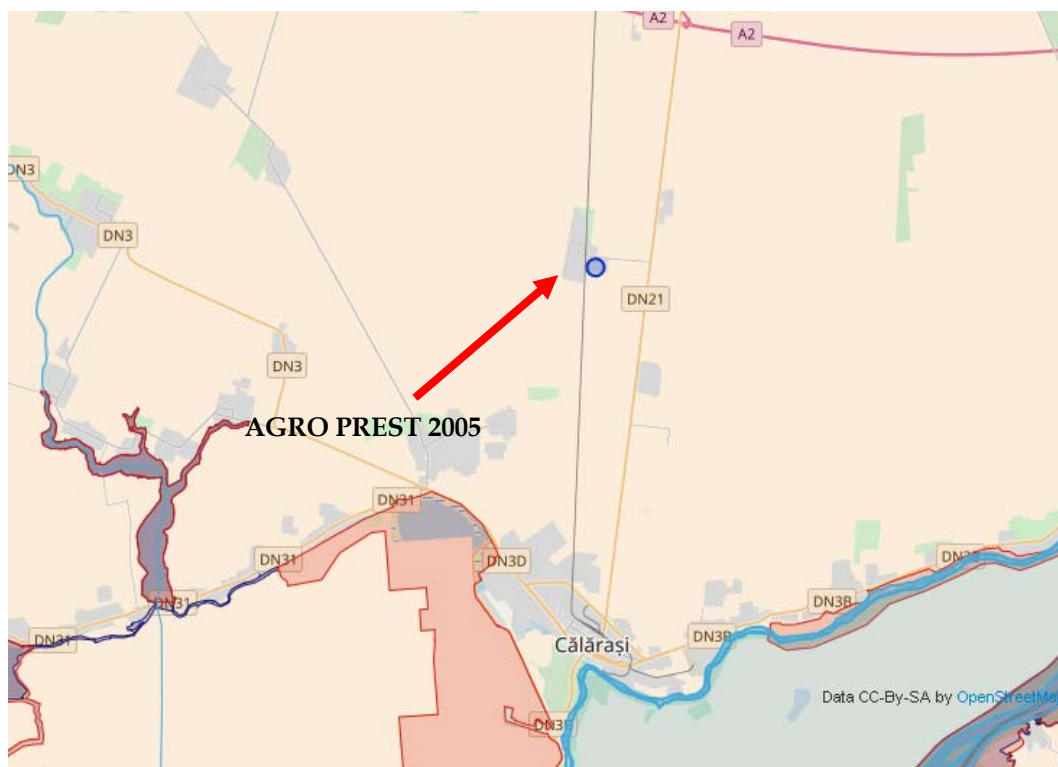 A2
A2
DN3
DN3
DN21
DN3
AGRO PREST 2005
DN31
DN31
DN3D
DN3B
DN31
DN3B
DN31
DN3B
Călărași
Data CC-By-SA by OpenStreetMa